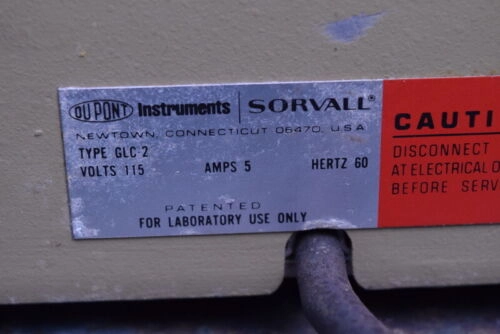 DU PONT Instruments | SORVALL®
NEWTOWN, CONNECTICUT 06470, U.S.A.
TYPE GLC-2
VOLTS 115 AMPS 5 HERTZ 60
PATENTED
FOR LABORATORY USE ONLY
CAUTI
DISCONNECT
AT ELECTRICAL O
BEFORE SERV